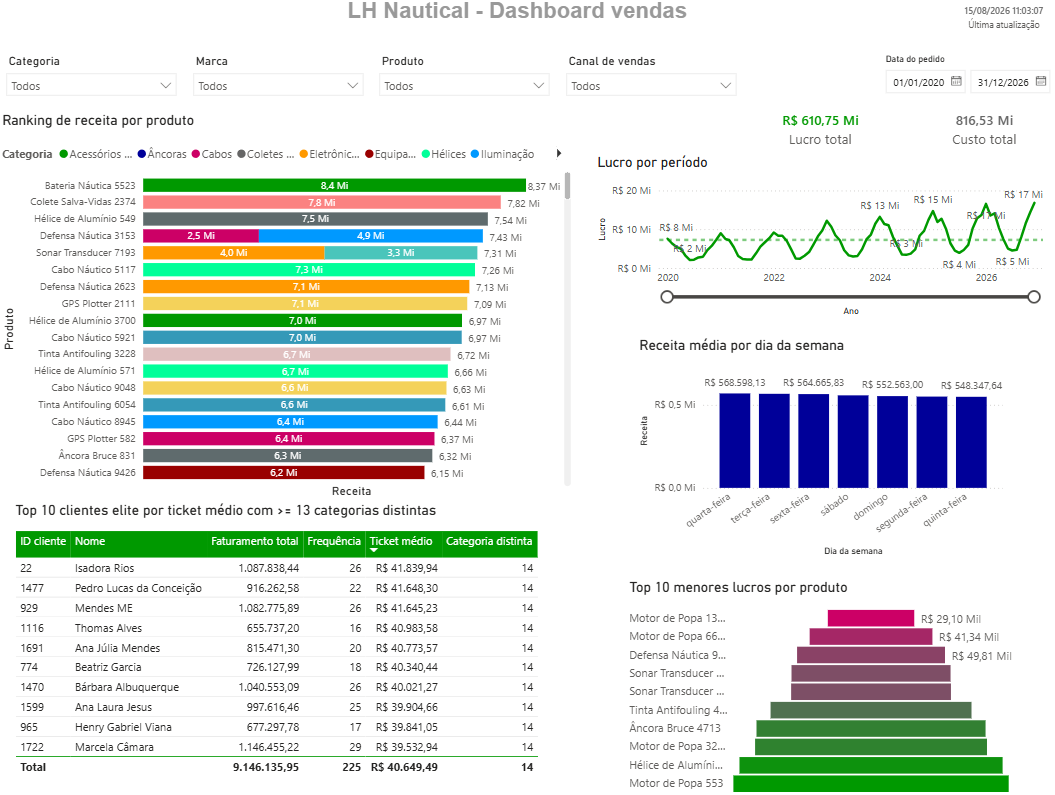 LH Nautical - Dashboard vendas
15/08/2026 11:03:07
Última atualização
Categoria
Todos
Marca
Todos
Produto
Todos
Canal de vendas
Todos
Data do pedido
01/01/2020
31/12/2026
R$ 610,75 Mi
Lucro total
816,53 Mi
Custo total
Ranking de receita por produto
Categoria Acessórios ... Âncoras Cabos Coletes ... Eletrônic... Equipa... Hélices Iluminação
Produto
Bateria Náutica 5523 8,4 Mi 8,37 Mi
Colete Salva-Vidas 2374 7,8 Mi 7,82 Mi
Hélice de Alumínio 549 7,5 Mi 7,54 Mi
Defensa Náutica 3153 2,5 Mi 4,9 Mi 7,43 Mi
Sonar Transducer 7193 4,0 Mi 3,3 Mi 7,31 Mi
Cabo Náutico 5117 7,3 Mi 7,26 Mi
Defensa Náutica 2623 7,1 Mi 7,13 Mi
GPS Plotter 2111 7,1 Mi 7,09 Mi
Hélice de Alumínio 3700 7,0 Mi 6,97 Mi
Cabo Náutico 5921 7,0 Mi 6,97 Mi
Tinta Antifouling 3228 6,7 Mi 6,72 Mi
Hélice de Alumínio 571 6,7 Mi 6,66 Mi
Cabo Náutico 9048 6,6 Mi 6,63 Mi
Tinta Antifouling 6054 6,6 Mi 6,61 Mi
Cabo Náutico 8945 6,4 Mi 6,44 Mi
GPS Plotter 582 6,4 Mi 6,37 Mi
Âncora Bruce 831 6,3 Mi 6,32 Mi
Defensa Náutica 9426 6,2 Mi 6,15 Mi
Receita
Lucro por período
Lucro
R$ 20 Mi
R$ 10 Mi
R$ 0 Mi
R$ 8 Mi
R$ 2 Mi
R$ 13 Mi
R$ 3 Mi
R$ 15 Mi
R$ 4 Mi
R$ 17 Mi
R$ 5 Mi
R$ 17 Mi
2020 2022 2024 2026
Ano
Receita média por dia da semana
Receita
R$ 0,5 Mi
R$ 0,0 Mi
R$ 568.598,13 R$ 564.665,83 R$ 552.563,00 R$ 548.347,64
quarta-feira terça-feira sexta-feira sábado domingo segunda-feira quinta-feira
Dia da semana
Top 10 clientes elite por ticket médio com >= 13 categorias distintas
ID cliente Nome Faturamento total Frequência Ticket médio Categoria distinta
22 Isadora Rios 1.087.838,44 26 R$ 41.839,94 14
1477 Pedro Lucas da Conceição 916.262,58 22 R$ 41.648,30 14
929 Mendes ME 1.082.775,89 26 R$ 41.645,23 14
1116 Thomas Alves 655.737,20 16 R$ 40.983,58 14
1691 Ana Júlia Mendes 815.471,30 20 R$ 40.773,57 14
774 Beatriz Garcia 726.127,99 18 R$ 40.340,44 14
1470 Bárbara Albuquerque 1.040.553,09 26 R$ 40.021,27 14
1599 Ana Laura Jesus 997.616,46 25 R$ 39.904,66 14
965 Henry Gabriel Viana 677.297,78 17 R$ 39.841,05 14
1722 Marcela Câmara 1.146.455,22 29 R$ 39.532,94 14
Total 9.146.135,95 225 R$ 40.649,49 14
Top 10 menores lucros por produto
Motor de Popa 13... R$ 29,10 Mil
Motor de Popa 66... R$ 41,34 Mil
Defensa Náutica 9... R$ 49,81 Mil
Sonar Transducer ...
Sonar Transducer ...
Tinta Antifouling 4...
Âncora Bruce 4713
Motor de Popa 32...
Hélice de Alumíni...
Motor de Popa 553